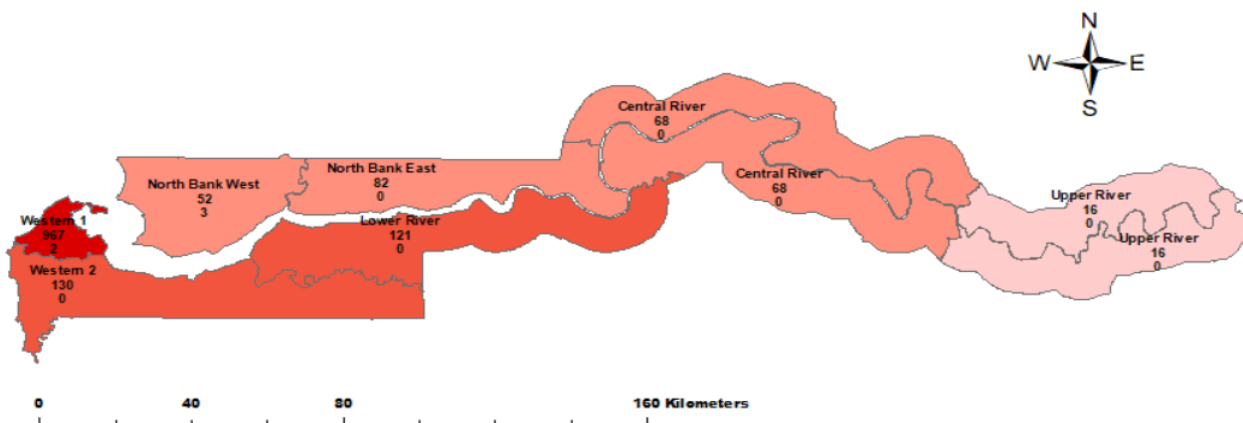 N
W E
S
Central River
68
0
North Bank East
82
0
North Bank West
52
3
Central River
68
0
Upper River
16
0
Western 1
967
2
Lower River
121
0
Upper River
16
0
Western 2
130
0
0 40 80 160 Kilometers